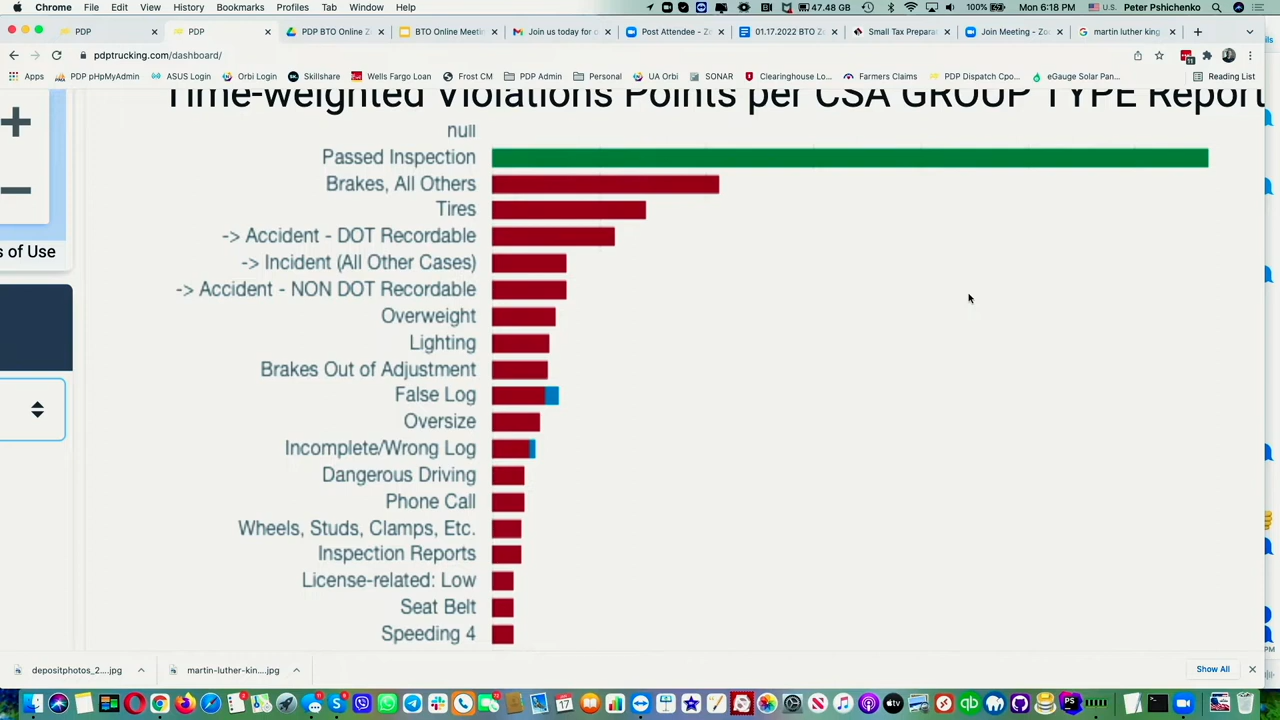 Chrome File Edit View History Bookmarks Profiles Tab Window Help 47.48 GB 100% U.S. Mon 6:18 PM Peter Pshichenko
PDP PDP PDP BTO Online Z BTO Online Meeti Join us today for o Post Attendee - Zo 01.17.2022 BTO Z Small Tax Prepara Join Meeting - Zo martin luther king
pdptrucking.com/dashboard/
Apps PDP pHpMyAdmin ASUS Login Orbi Login Skillshare Wells Fargo Loan Frost CM PDP Admin Personal UA Orbi SONAR Clearinghouse Lo... Farmers Claims PDP Dispatch Cpo... eGauge Solar Pan... Reading List
Time-weighted Violations Points per CSA GROUP TYPE Report
null
Passed Inspection
Brakes, All Others
Tires
-> Accident - DOT Recordable
s of Use
-> Incident (All Other Cases)
-> Accident - NON DOT Recordable
Overweight
Lighting
Brakes Out of Adjustment
False Log
Oversize
Incomplete/Wrong Log
Dangerous Driving
Phone Call
Wheels, Studs, Clamps, Etc.
Inspection Reports
License-related: Low
Seat Belt
Speeding 4
depositphotos_2....jpg martin-luther-kin....jpg Show All